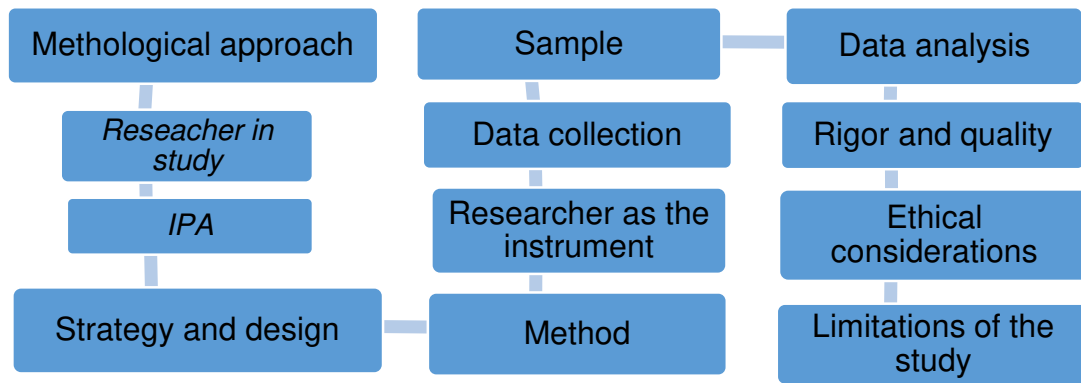 Methological approach
Reseacher in
study
IPA
Strategy and design
Sample
Data collection
Researcher as the
instrument
Method
Data analysis
Rigor and quality
Ethical
considerations
Limitations of the
study